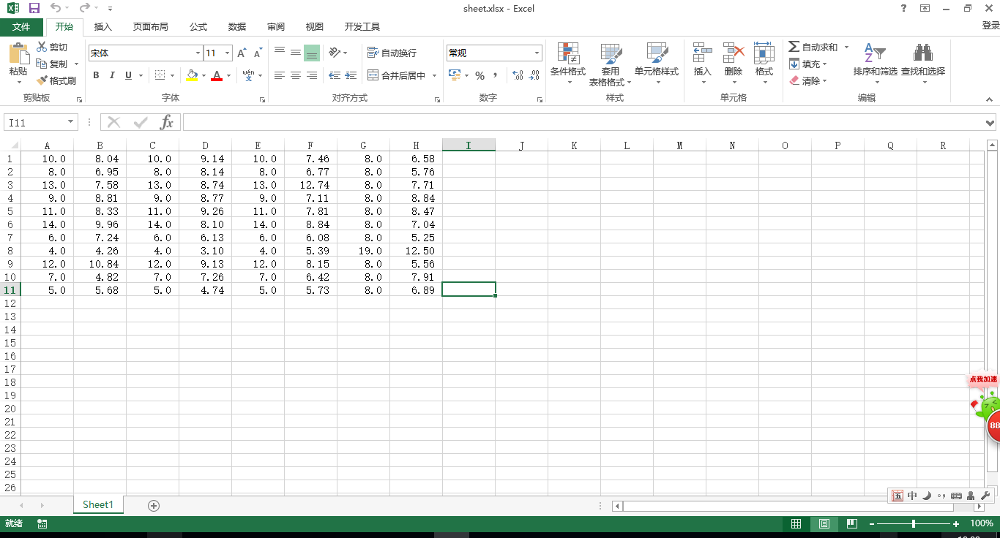 sheet.xlsx - Excel
登录
文件 开始 插入 页面布局 公式 数据 审阅 视图 开发工具
粘贴 剪切 复制 格式刷
宋体 11 B I U A A A wén
自动换行 合并后居中
常规 % , .00 .00
条件格式 套用 表格格式 单元格样式
插入 删除 格式
Σ 自动求和 填充 清除 排序和筛选 查找和选择
剪贴板 字体 对齐方式 数字 样式 单元格 编辑
I11 fx
A B C D E F G H I J K L M N O P Q R
1 10.0 8.04 10.0 9.14 10.0 7.46 8.0 6.58
2 8.0 6.95 8.0 8.14 8.0 6.77 8.0 5.76
3 13.0 7.58 13.0 8.74 13.0 12.74 8.0 7.71
4 9.0 8.81 9.0 8.77 9.0 7.11 8.0 8.84
5 11.0 8.33 11.0 9.26 11.0 7.81 8.0 8.47
6 14.0 9.96 14.0 8.10 14.0 8.84 8.0 7.04
7 6.0 7.24 6.0 6.13 6.0 6.08 8.0 5.25
8 4.0 4.26 4.0 3.10 4.0 5.39 19.0 12.50
9 12.0 10.84 12.0 9.13 12.0 8.15 8.0 5.56
10 7.0 4.82 7.0 7.26 7.0 6.42 8.0 7.91
11 5.0 5.68 5.0 4.74 5.0 5.73 8.0 6.89
12
13
14
15
16
17
18
点我加速
19
20
21
88
22
23
24
25
26
五 中
Sheet1
就绪 100%